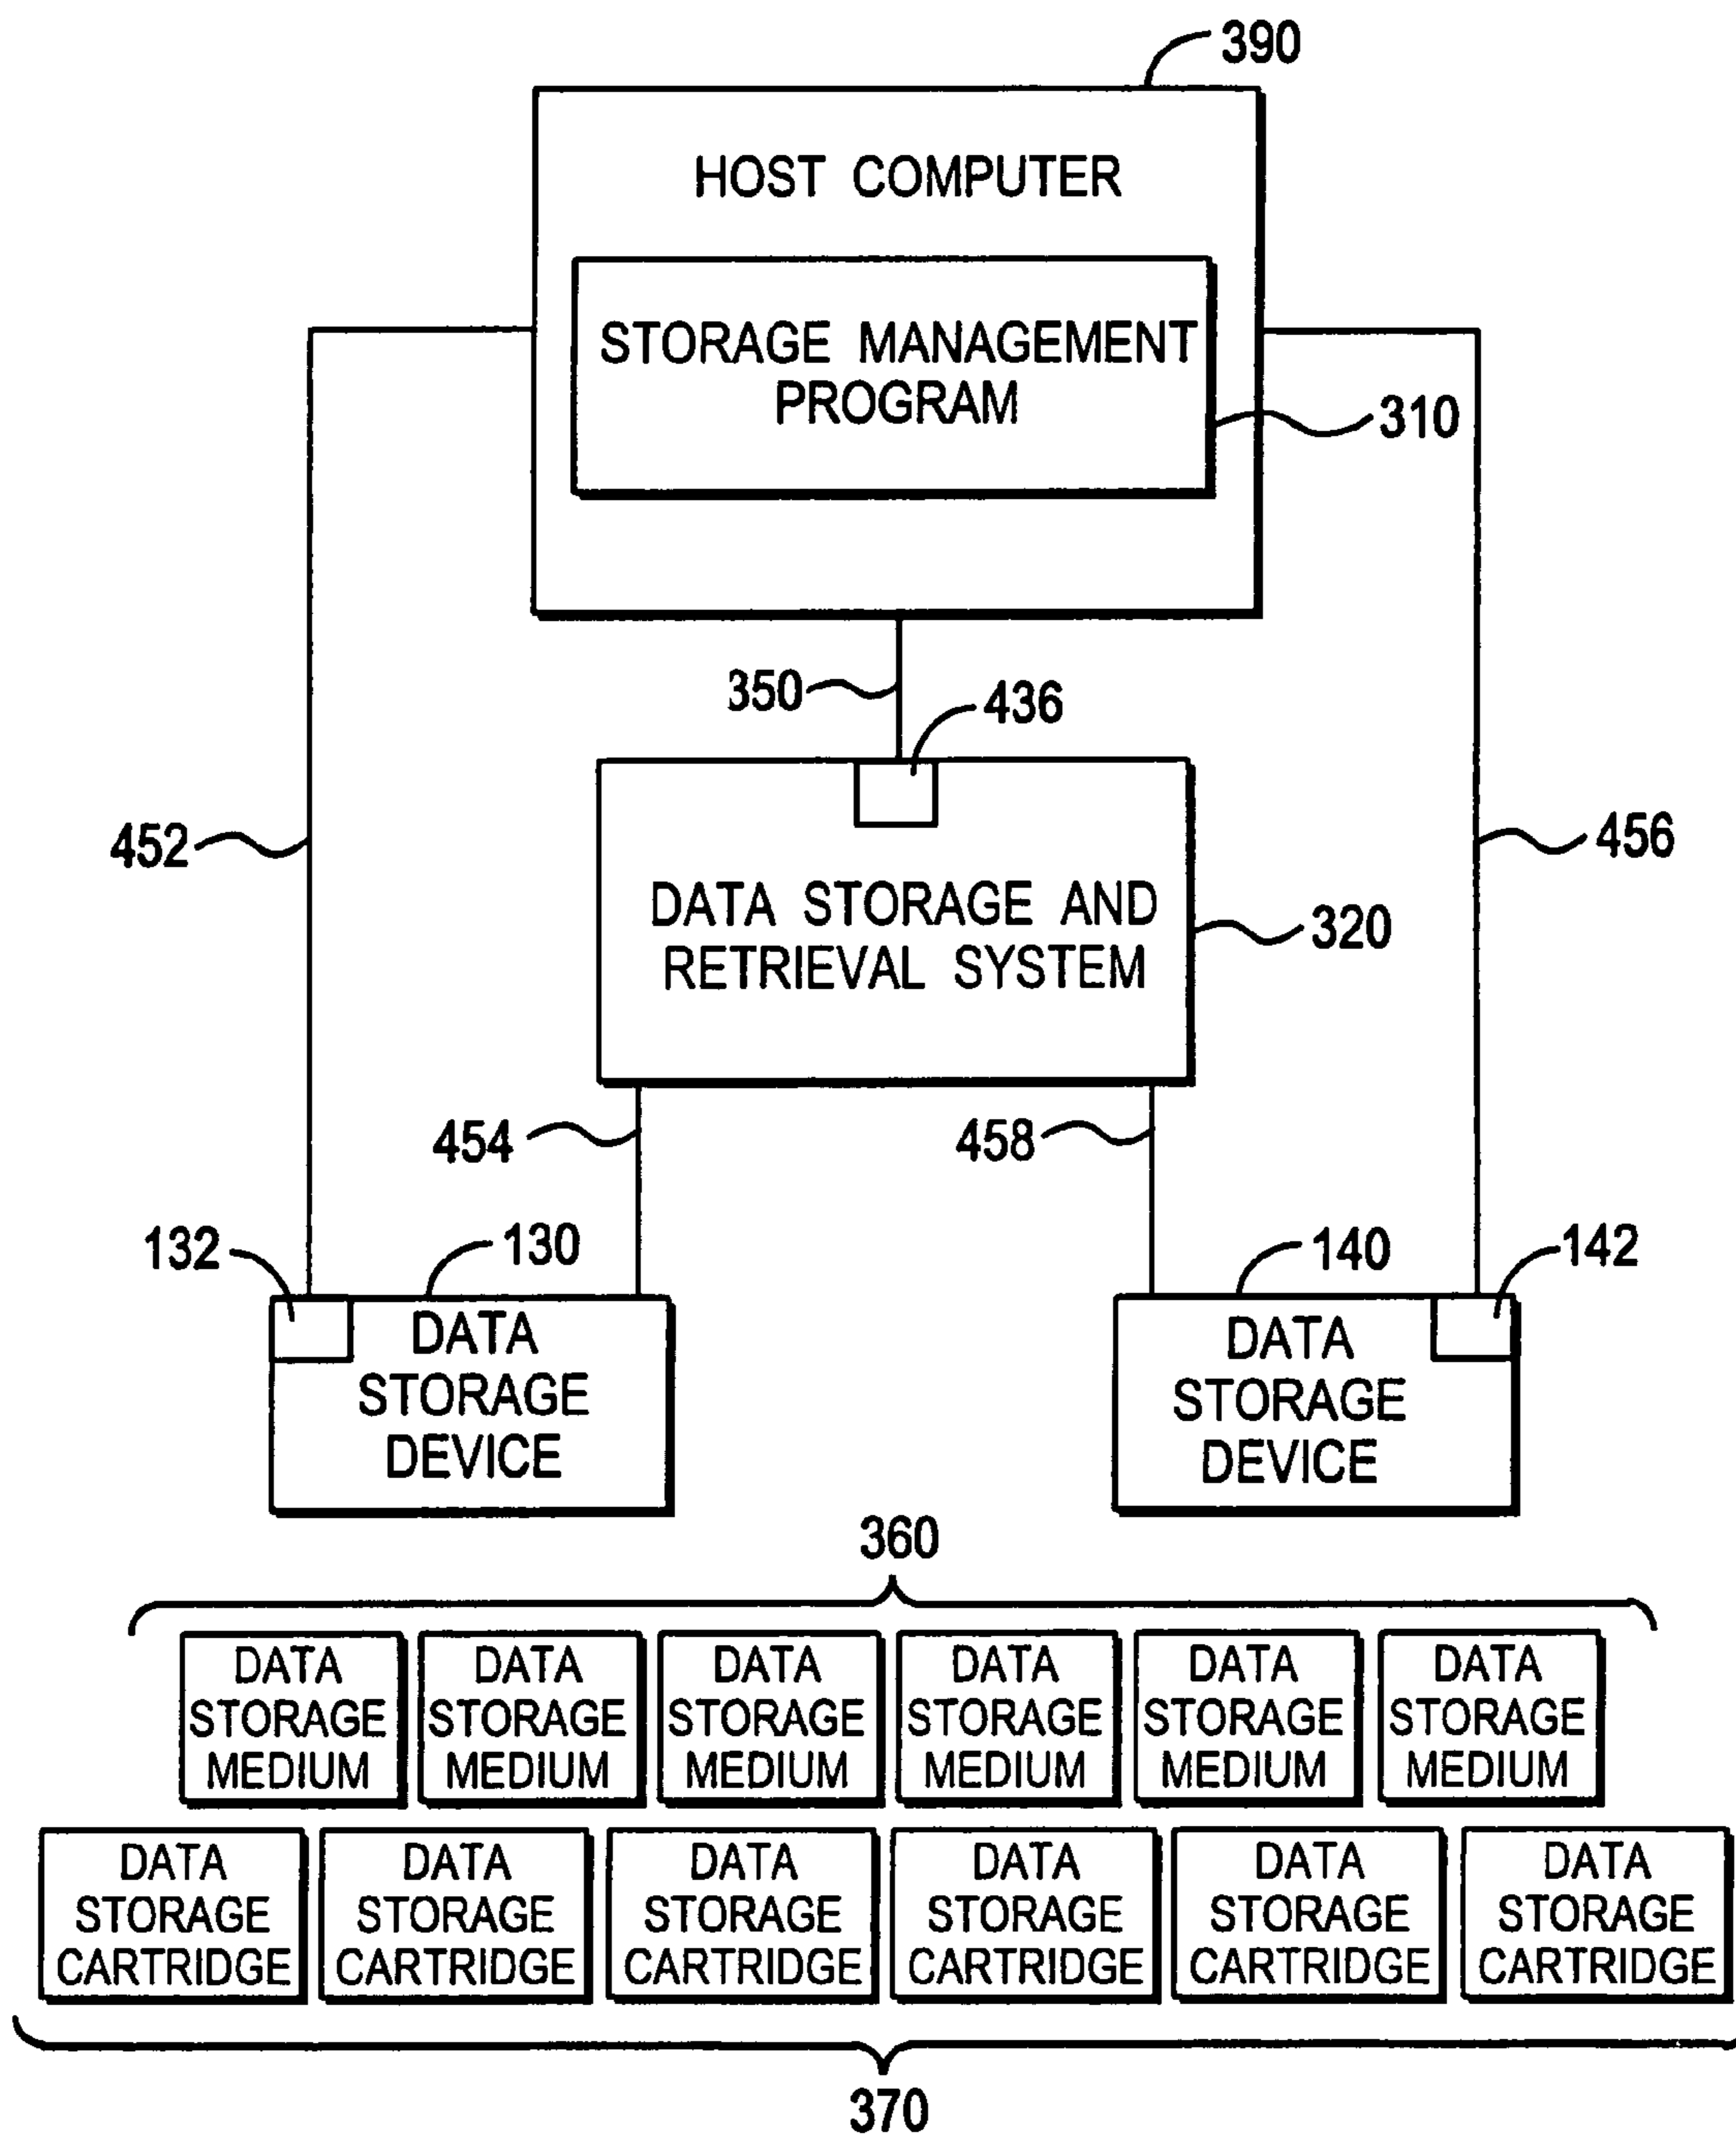 390
HOST COMPUTER
STORAGE MANAGEMENT
PROGRAM
310
350
436
452
456
DATA STORAGE AND
RETRIEVAL SYSTEM
320
454
458
132
130
140
142
DATA
STORAGE
DEVICE
DATA
STORAGE
DEVICE
360
DATA
STORAGE
MEDIUM
DATA
STORAGE
MEDIUM
DATA
STORAGE
MEDIUM
DATA
STORAGE
MEDIUM
DATA
STORAGE
MEDIUM
DATA
STORAGE
MEDIUM
DATA
STORAGE
CARTRIDGE
DATA
STORAGE
CARTRIDGE
DATA
STORAGE
CARTRIDGE
DATA
STORAGE
CARTRIDGE
DATA
STORAGE
CARTRIDGE
DATA
STORAGE
CARTRIDGE
370